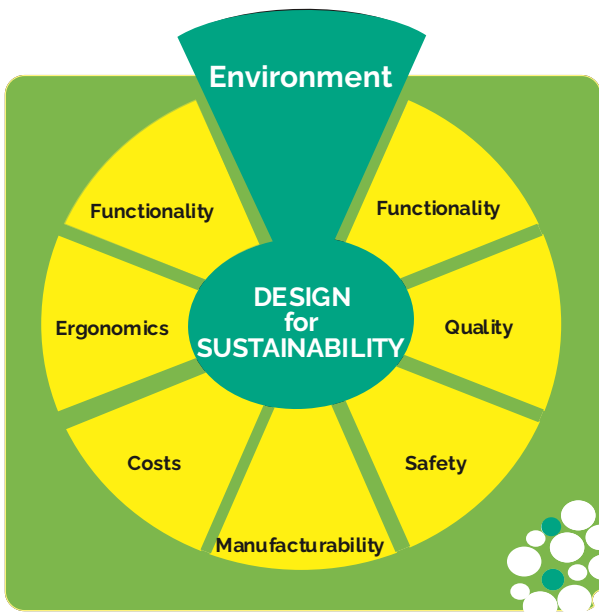 Environment
Functionality
Functionality
DESIGN
for
SUSTAINABILITY
Ergonomics
Quality
Costs
Safety
Manufacturability